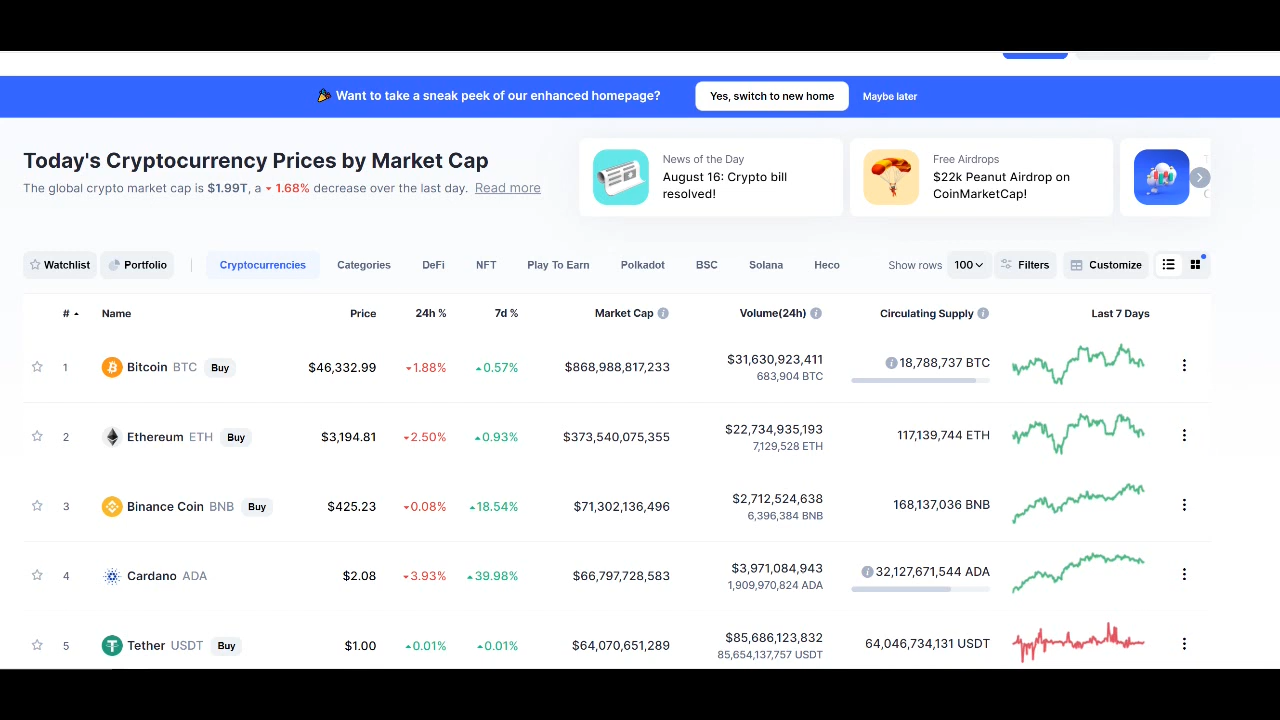 Want to take a sneak peek of our enhanced homepage? Yes, switch to new home Maybe later
Today's Cryptocurrency Prices by Market Cap
The global crypto market cap is $1.99T, a 1.68% decrease over the last day. Read more
News of the Day
August 16: Crypto bill
resolved!
Free Airdrops
$22k Peanut Airdrop on
CoinMarketCap!
Watchlist Portfolio Cryptocurrencies Categories DeFi NFT Play To Earn Polkadot BSC Solana Heco Show rows 100 Filters Customize
# Name Price 24h % 7d % Market Cap Volume(24h) Circulating Supply Last 7 Days
1 Bitcoin BTC Buy $46,332.99 1.88% 0.57% $868,988,817,233 $31,630,923,411 18,788,737 BTC
683,904 BTC
2 Ethereum ETH Buy $3,194.81 2.50% 0.93% $373,540,075,355 $22,734,935,193 117,139,744 ETH
7,129,528 ETH
3 Binance Coin BNB Buy $425.23 0.08% 18.54% $71,302,136,496 $2,712,524,638 168,137,036 BNB
6,396,384 BNB
4 Cardano ADA $2.08 3.93% 39.98% $66,797,728,583 $3,971,084,943 32,127,671,544 ADA
1,909,970,824 ADA
5 Tether USDT Buy $1.00 0.01% 0.01% $64,070,651,289 $85,686,123,832 64,046,734,131 USDT
85,654,137,757 USDT